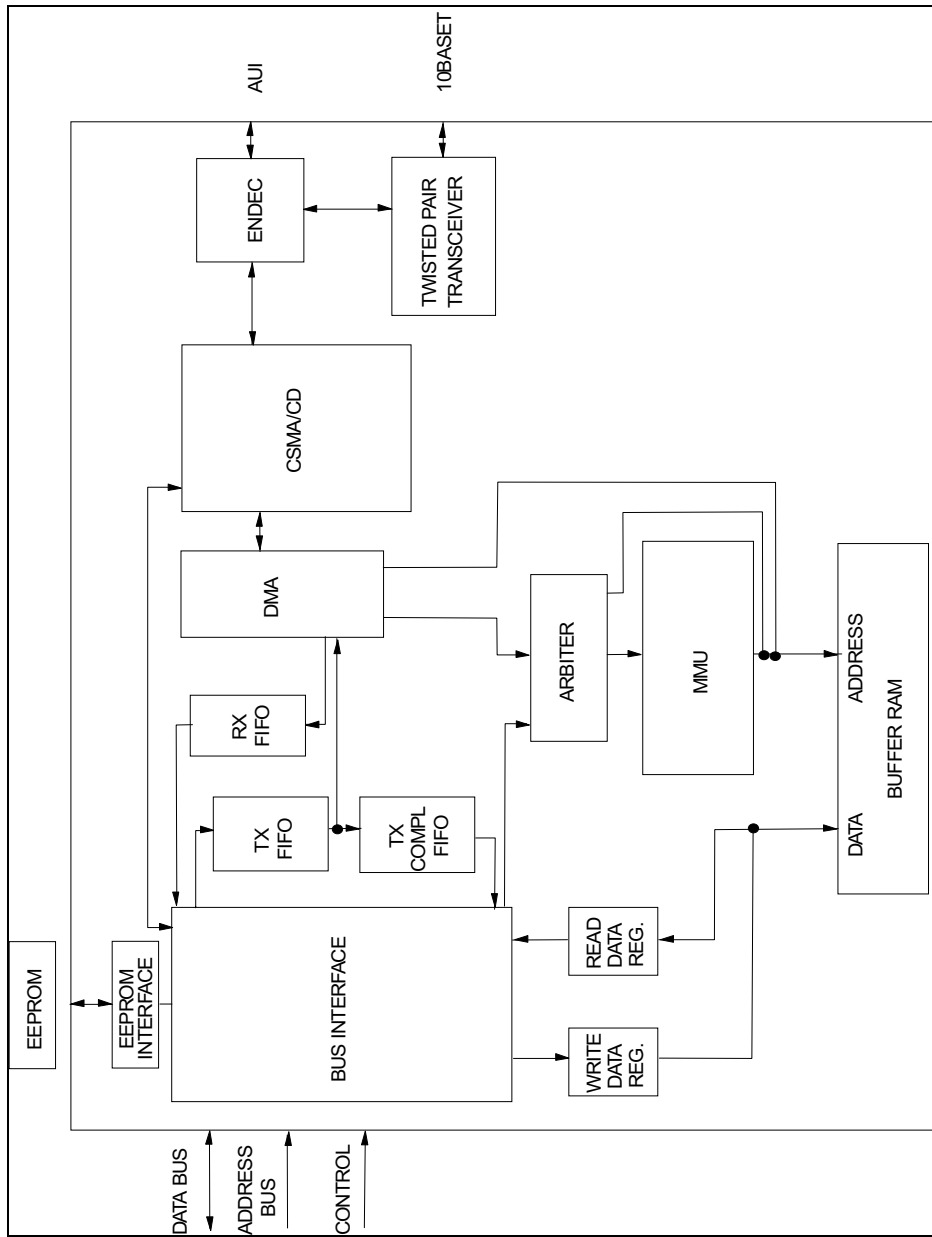 AUI
10BASET
ENDEC
TWISTED PAIR
TRANSCEIVER
CSMA/CD
DMA
ARBITER
MMU
RX
FIFO
TX
FIFO
TX
COMPL
FIFO
ADDRESS
DATA
BUFFER RAM
EEPROM
EEPROM
INTERFACE
BUS INTERFACE
READ
DATA
REG.
WRITE
DATA
REG.
DATA BUS
ADDRESS
BUS
CONTROL